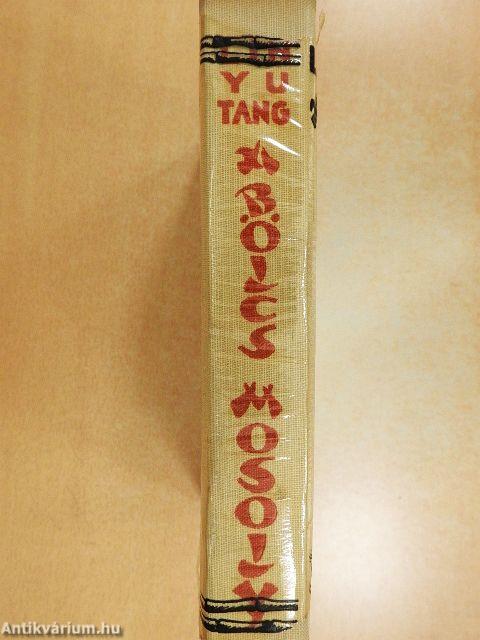 YU
TANG
A BÖLCS MOSOLY
Antikvárium.hu